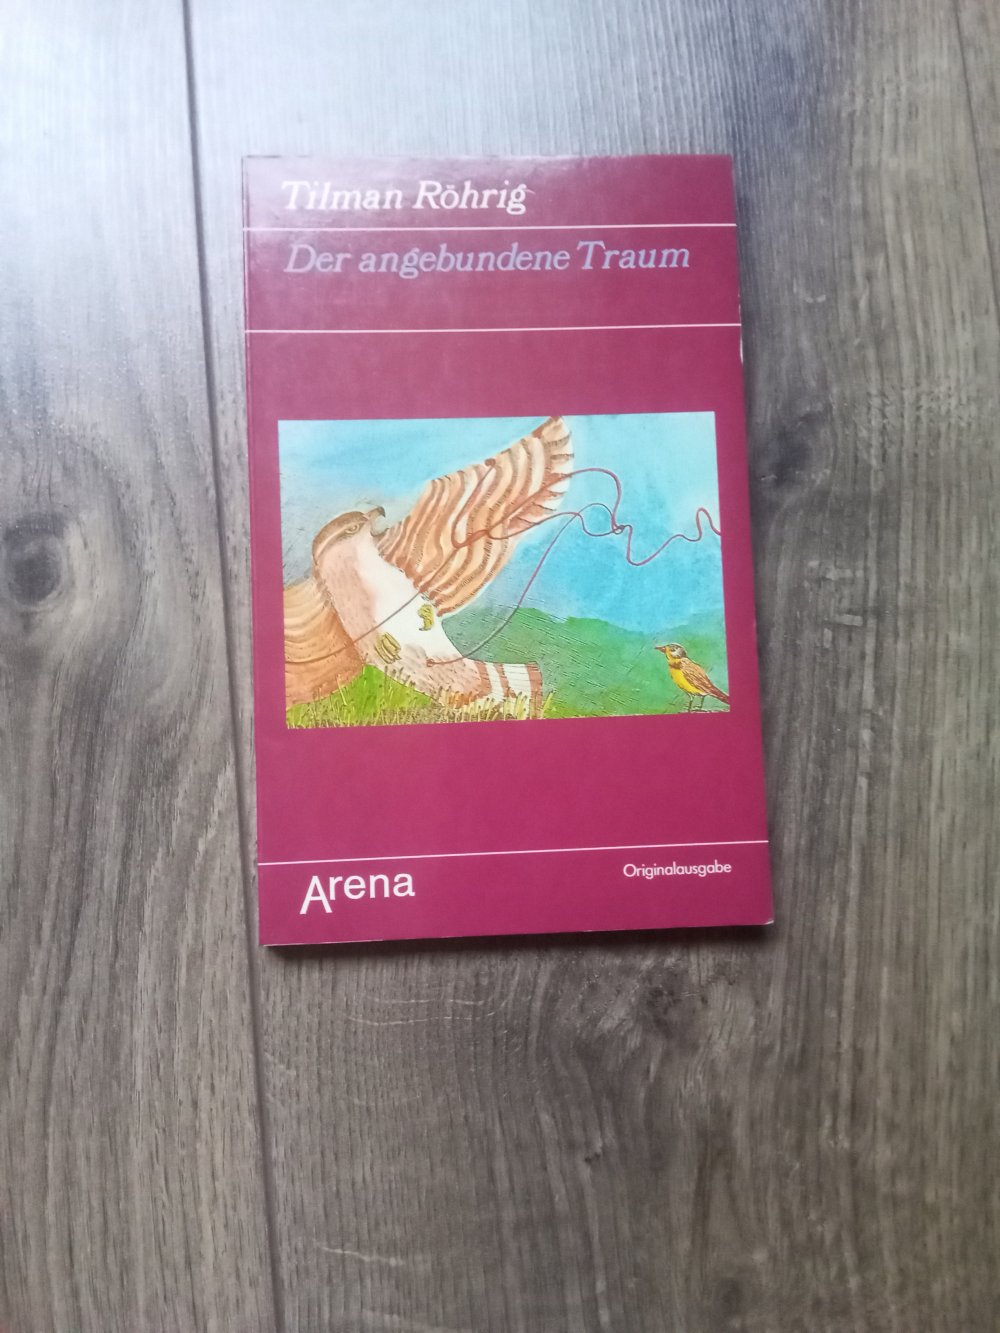 Tilman Röhrig
Der angebundene Traum
Arena
Originalausgabe